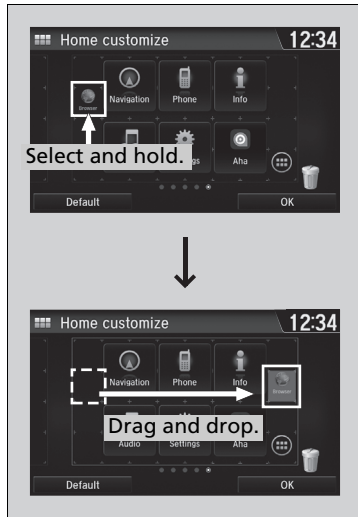 Home customize 12:34
Browser Navigation Phone Info
Select and hold.
Aha
Default OK
Home customize 12:34
Navigation Phone Info Browser
Drag and drop.
Audio Settings Aha
Default OK